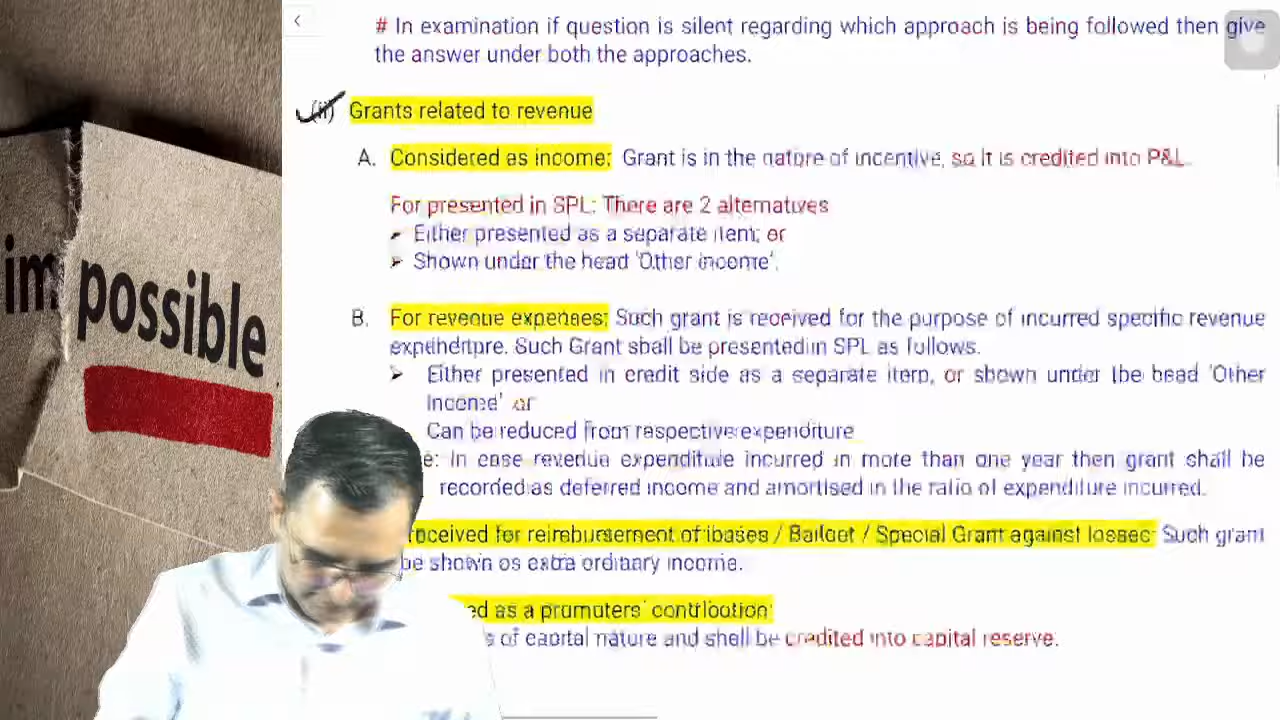 # In examination if question is silent regarding which approach is being followed then give
the answer under both the approaches.
(ii) Grants related to revenue
A. Considered as income: Grant is in the nature of incentive, so it is credited into P&L.
For presented in SPL: There are 2 alternatives
➤ Either presented as a separate item; or
➤ Shown under the head 'Other income'.
B. For revenue expenses: Such grant is received for the purpose of incurred specific revenue
expenditure. Such Grant shall be presented in SPL as follows.
➤ Either presented in credit side as a separate item, or shown under the head 'Other
Income' or
Can be reduced from respective expenditure
e: In case revenue expenditure incurred in more than one year then grant shall be
recorded as deferred income and amortised in the ratio of expenditure incurred.
received for reimbursement of losses / Bailout / Special Grant against losses: Such grant
be shown as extra ordinary income.
ed as a promoters' contribution:
s of capital nature and shall be credited into capital reserve.
im possible